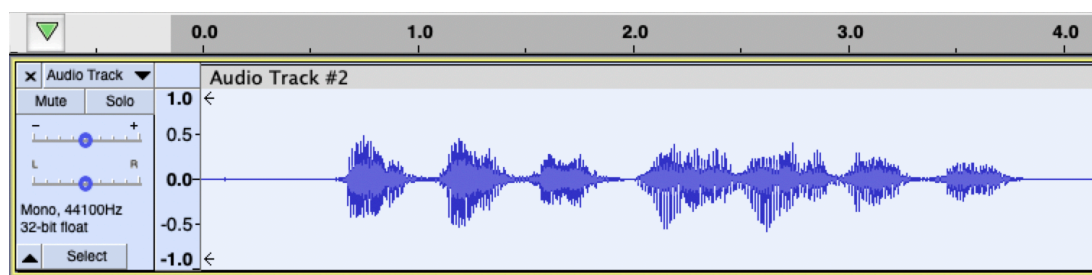 0.0 1.0 2.0 3.0 4.0
× Audio Track ▼ Audio Track #2
Mute Solo 1.0
- + 0.5-
L R 0.0-
Mono, 44100Hz
32-bit float -0.5-
Select -1.0